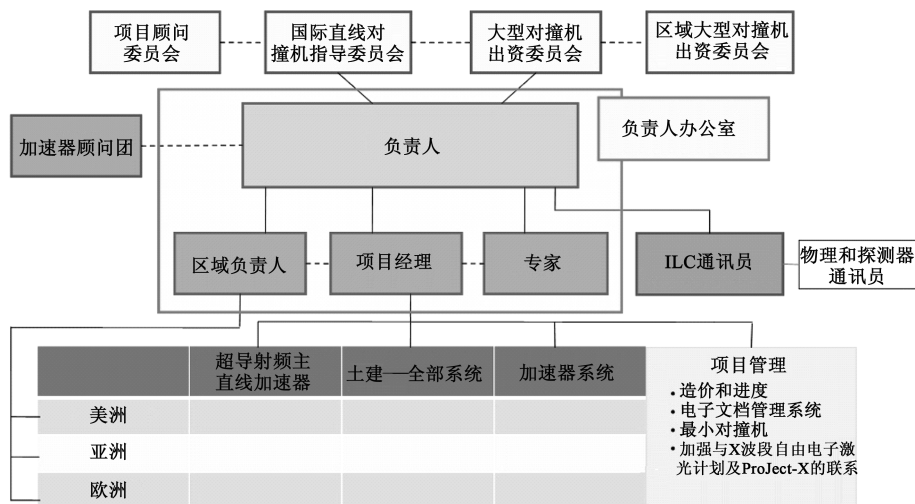 项目顾问
委员会
国际直线对
撞机指导委员会
大型对撞机
出资委员会
区域大型对撞机
出资委员会
加速器顾问团
负责人
负责人办公室
区域负责人
项目经理
专家
ILC通讯员
物理和探测器
通讯员
超导射频主
直线加速器
土建—全部系统
加速器系统
项目管理
• 造价和进度
• 电子文档管理系统
• 最小对撞机
• 加强与X波段自由电子激
光计划及ProJect-X的联系
美洲
亚洲
欧洲